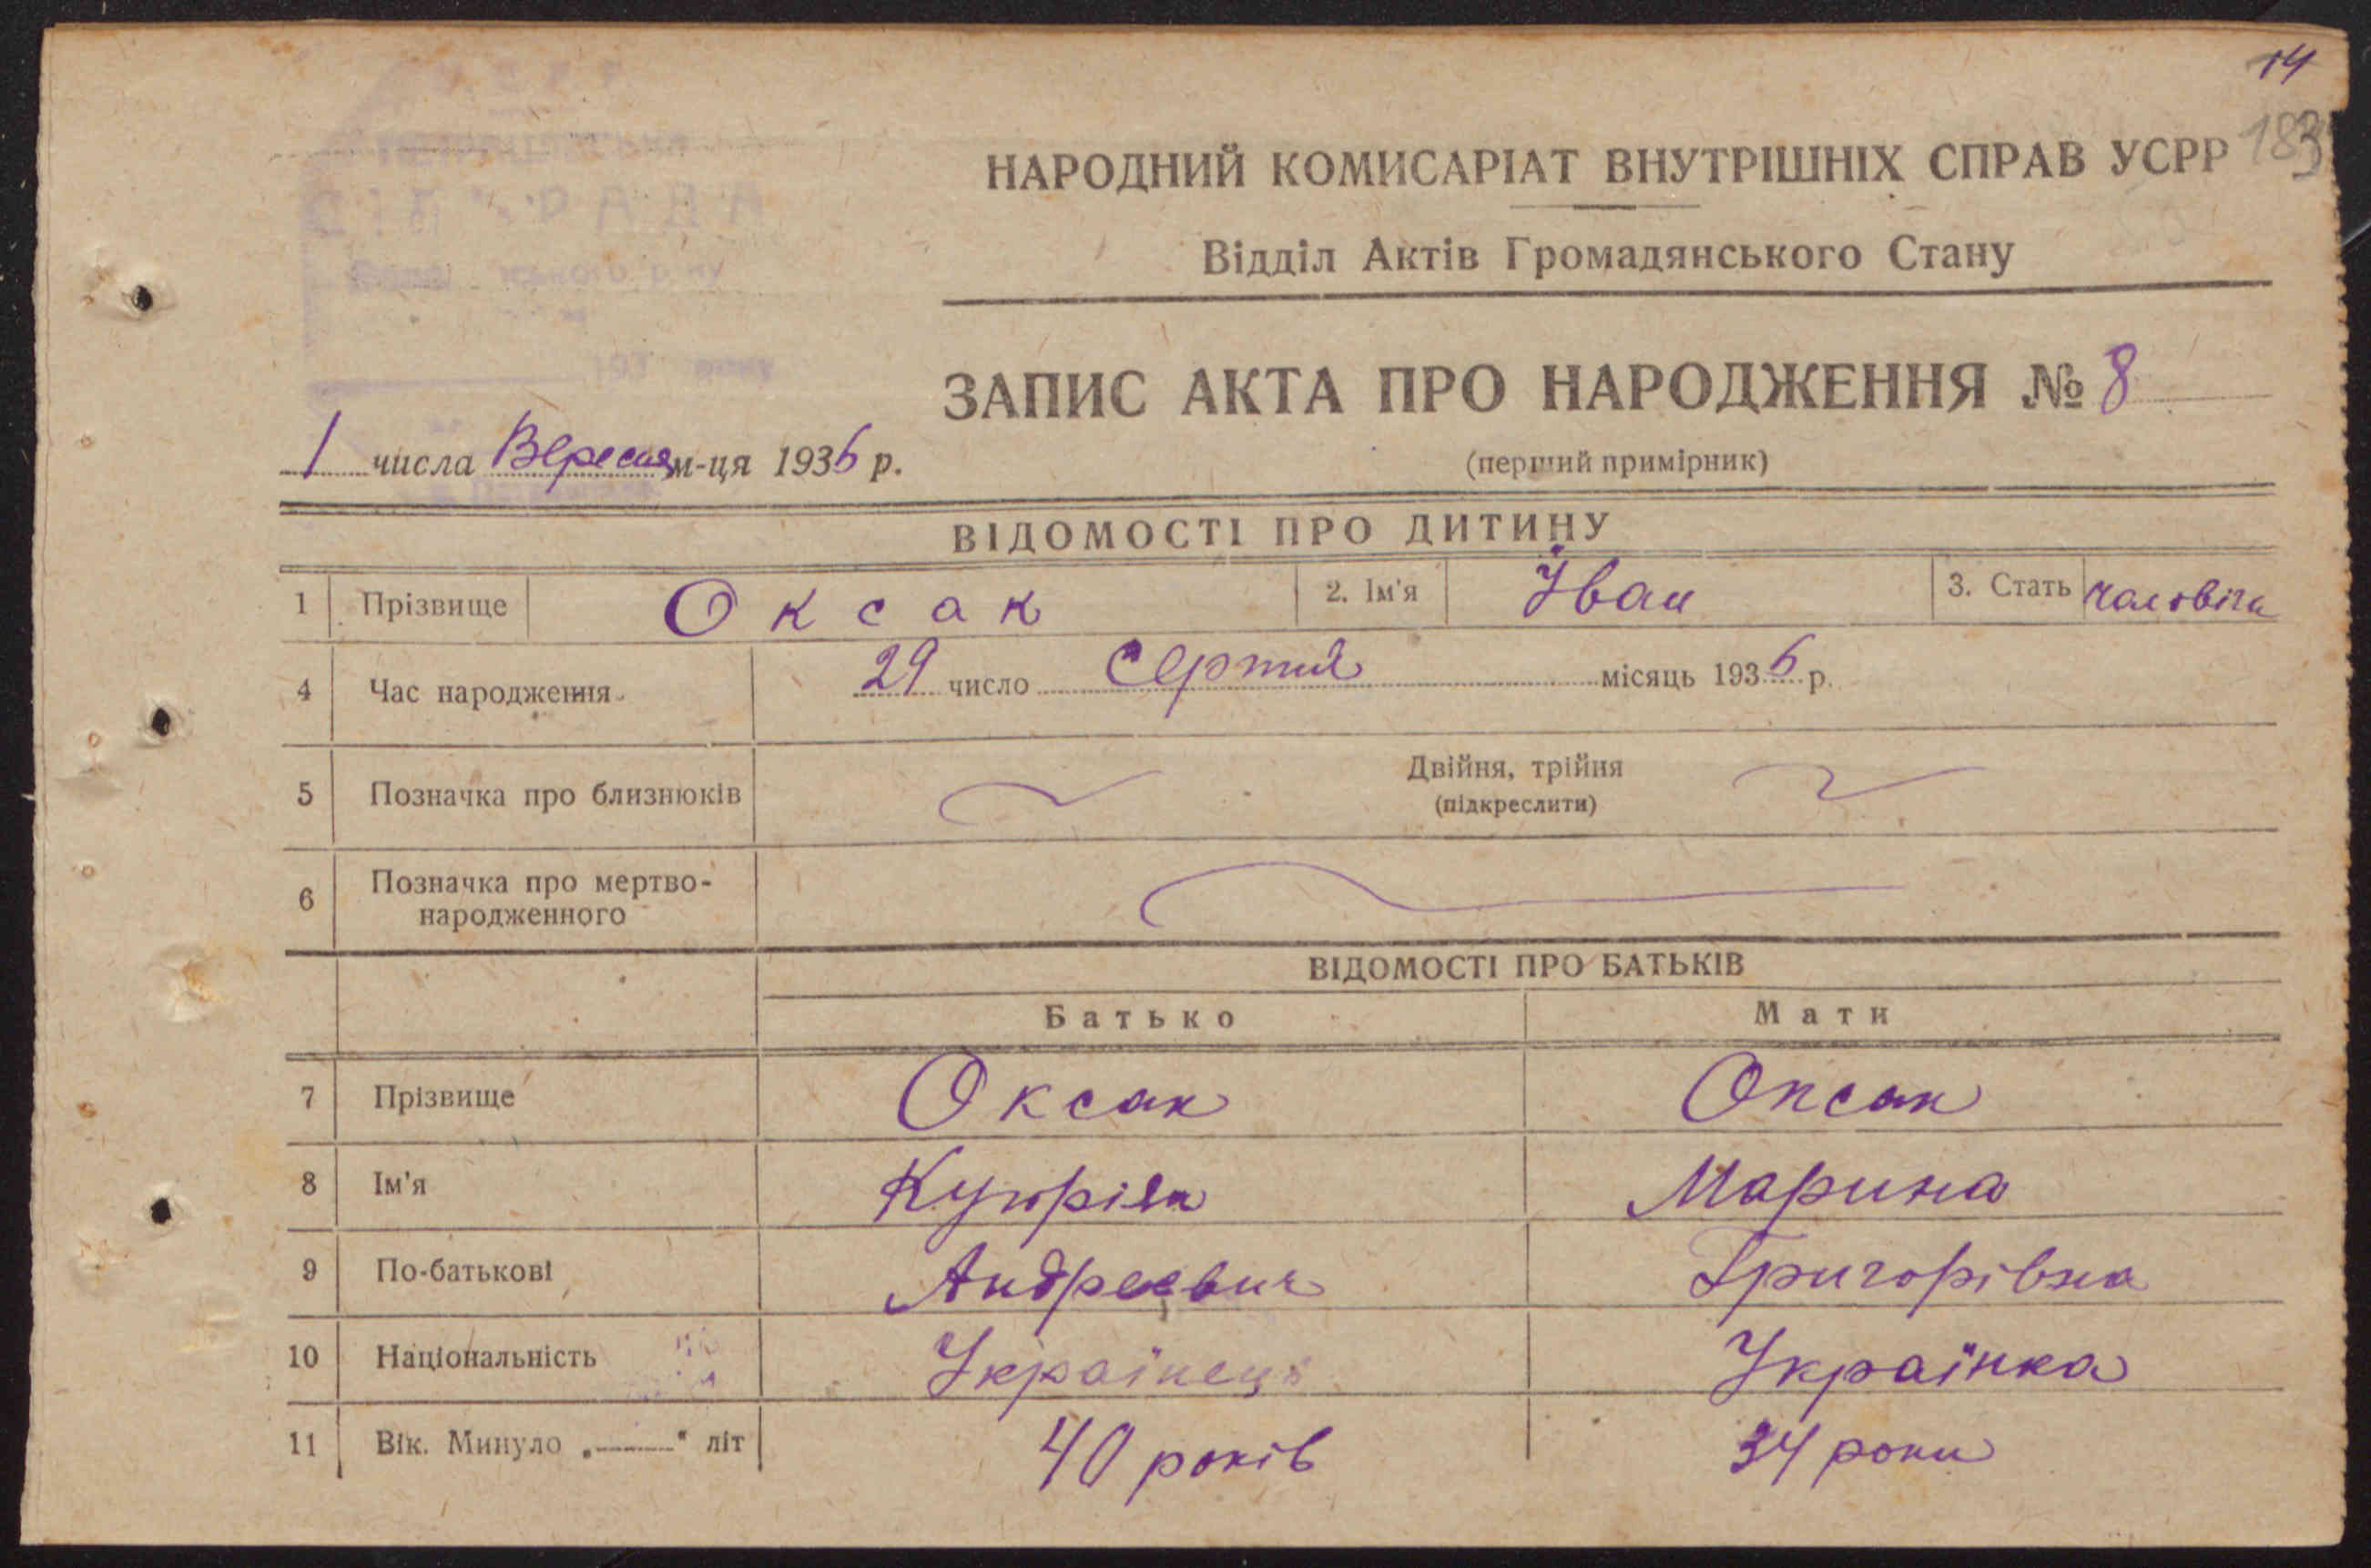 14
183
НАРОДНИЙ КОМИСАРІАТ ВНУТРІШНІХ СПРАВ УСРР
Відділ Актів Громадянського Стану
ЗАПИС АКТА ПРО НАРОДЖЕННЯ № 8
(перший примірник)
1 числа Вересня м-ця 1936 р.
ВІДОМОСТІ ПРО ДИТИНУ
1 Прізвище Оксак 2. Ім'я Іван 3. Стать чоловіча
4 Час народження 29 число Серпня місяць 1936 р.
5 Позначка про близнюків Двійня, трійня
(підкреслити)
6 Позначка про мертво-
народженного
ВІДОМОСТІ ПРО БАТЬКІВ
Батько Мати
7 Прізвище Оксак Оксак
8 Ім'я Купріян Марина
9 По-батькові Андреєвич Григорівна
10 Національність Українець Українка
11 Вік. Минуло „——" літ 40 років 34 роки